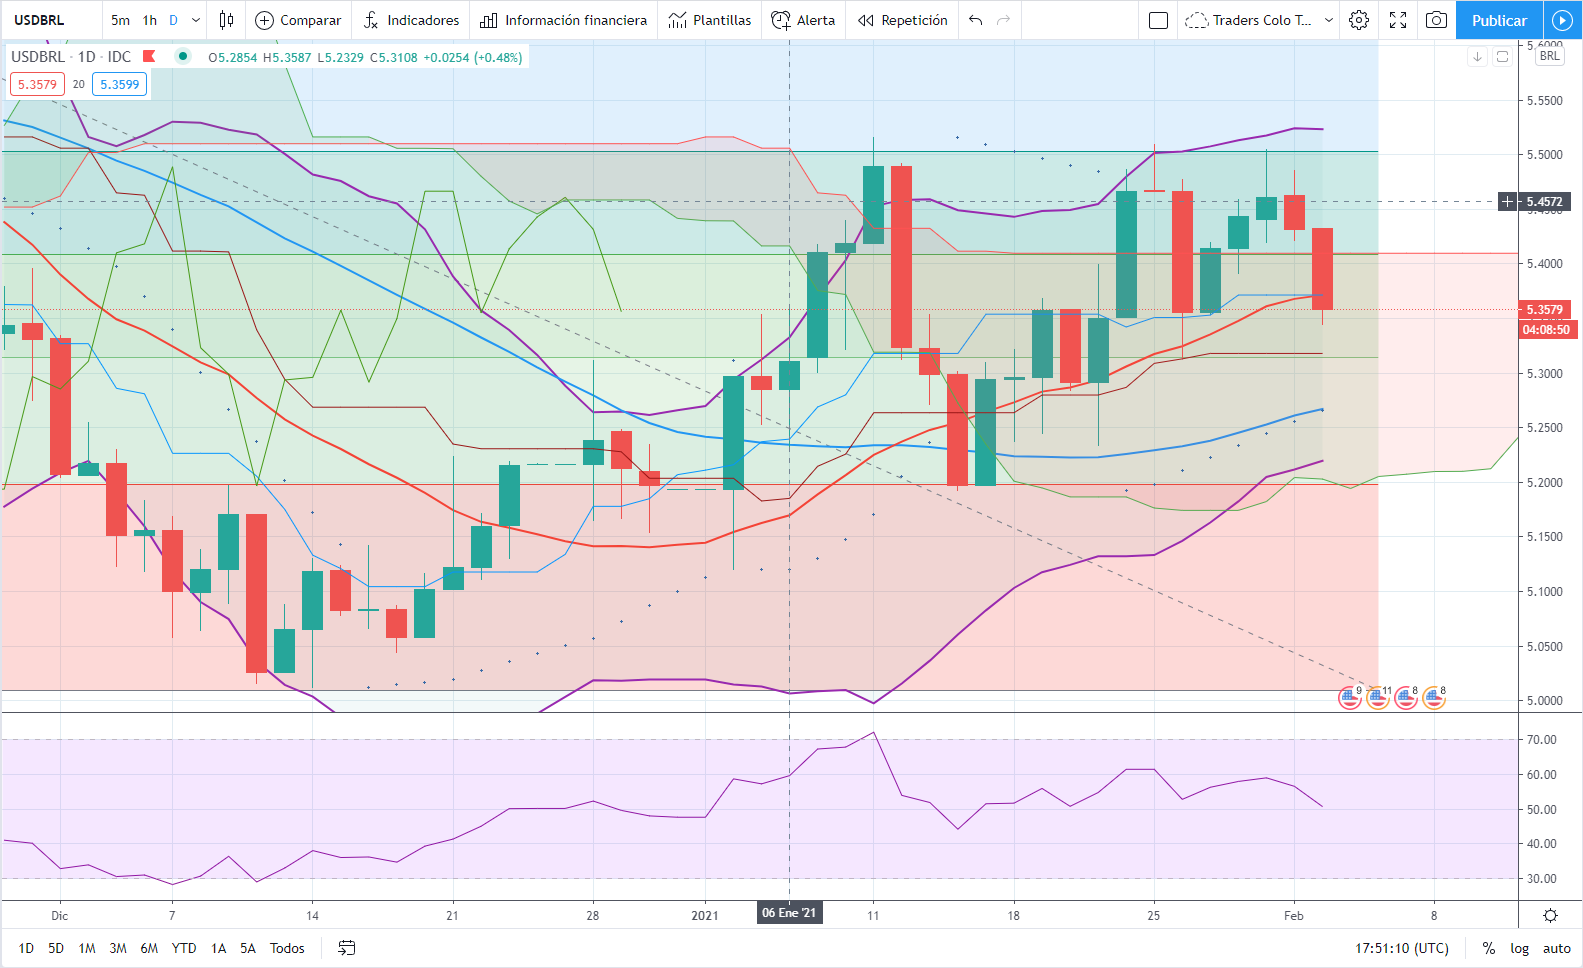 USDBRL 5m 1h D Comparar Indicadores Información financiera Plantillas Alerta Repetición Traders Colo T... Publicar
USDBRL · 1D · IDC O5.2854 H5.3587 L5.2329 C5.3108 +0.0254 (+0.48%)
5.3579 20 5.3599
BRL
5.5500
5.5000
5.4572
5.4000
5.3579
04:08:50
5.3000
5.2500
5.2000
5.1500
5.1000
5.0500
5.0000
9 11 8 8
70.00
60.00
50.00
40.00
30.00
Dic 7 14 21 28 2021 06 Ene '21 11 18 25 Feb 8
1D 5D 1M 3M 6M YTD 1A 5A Todos 17:51:10 (UTC) % log auto